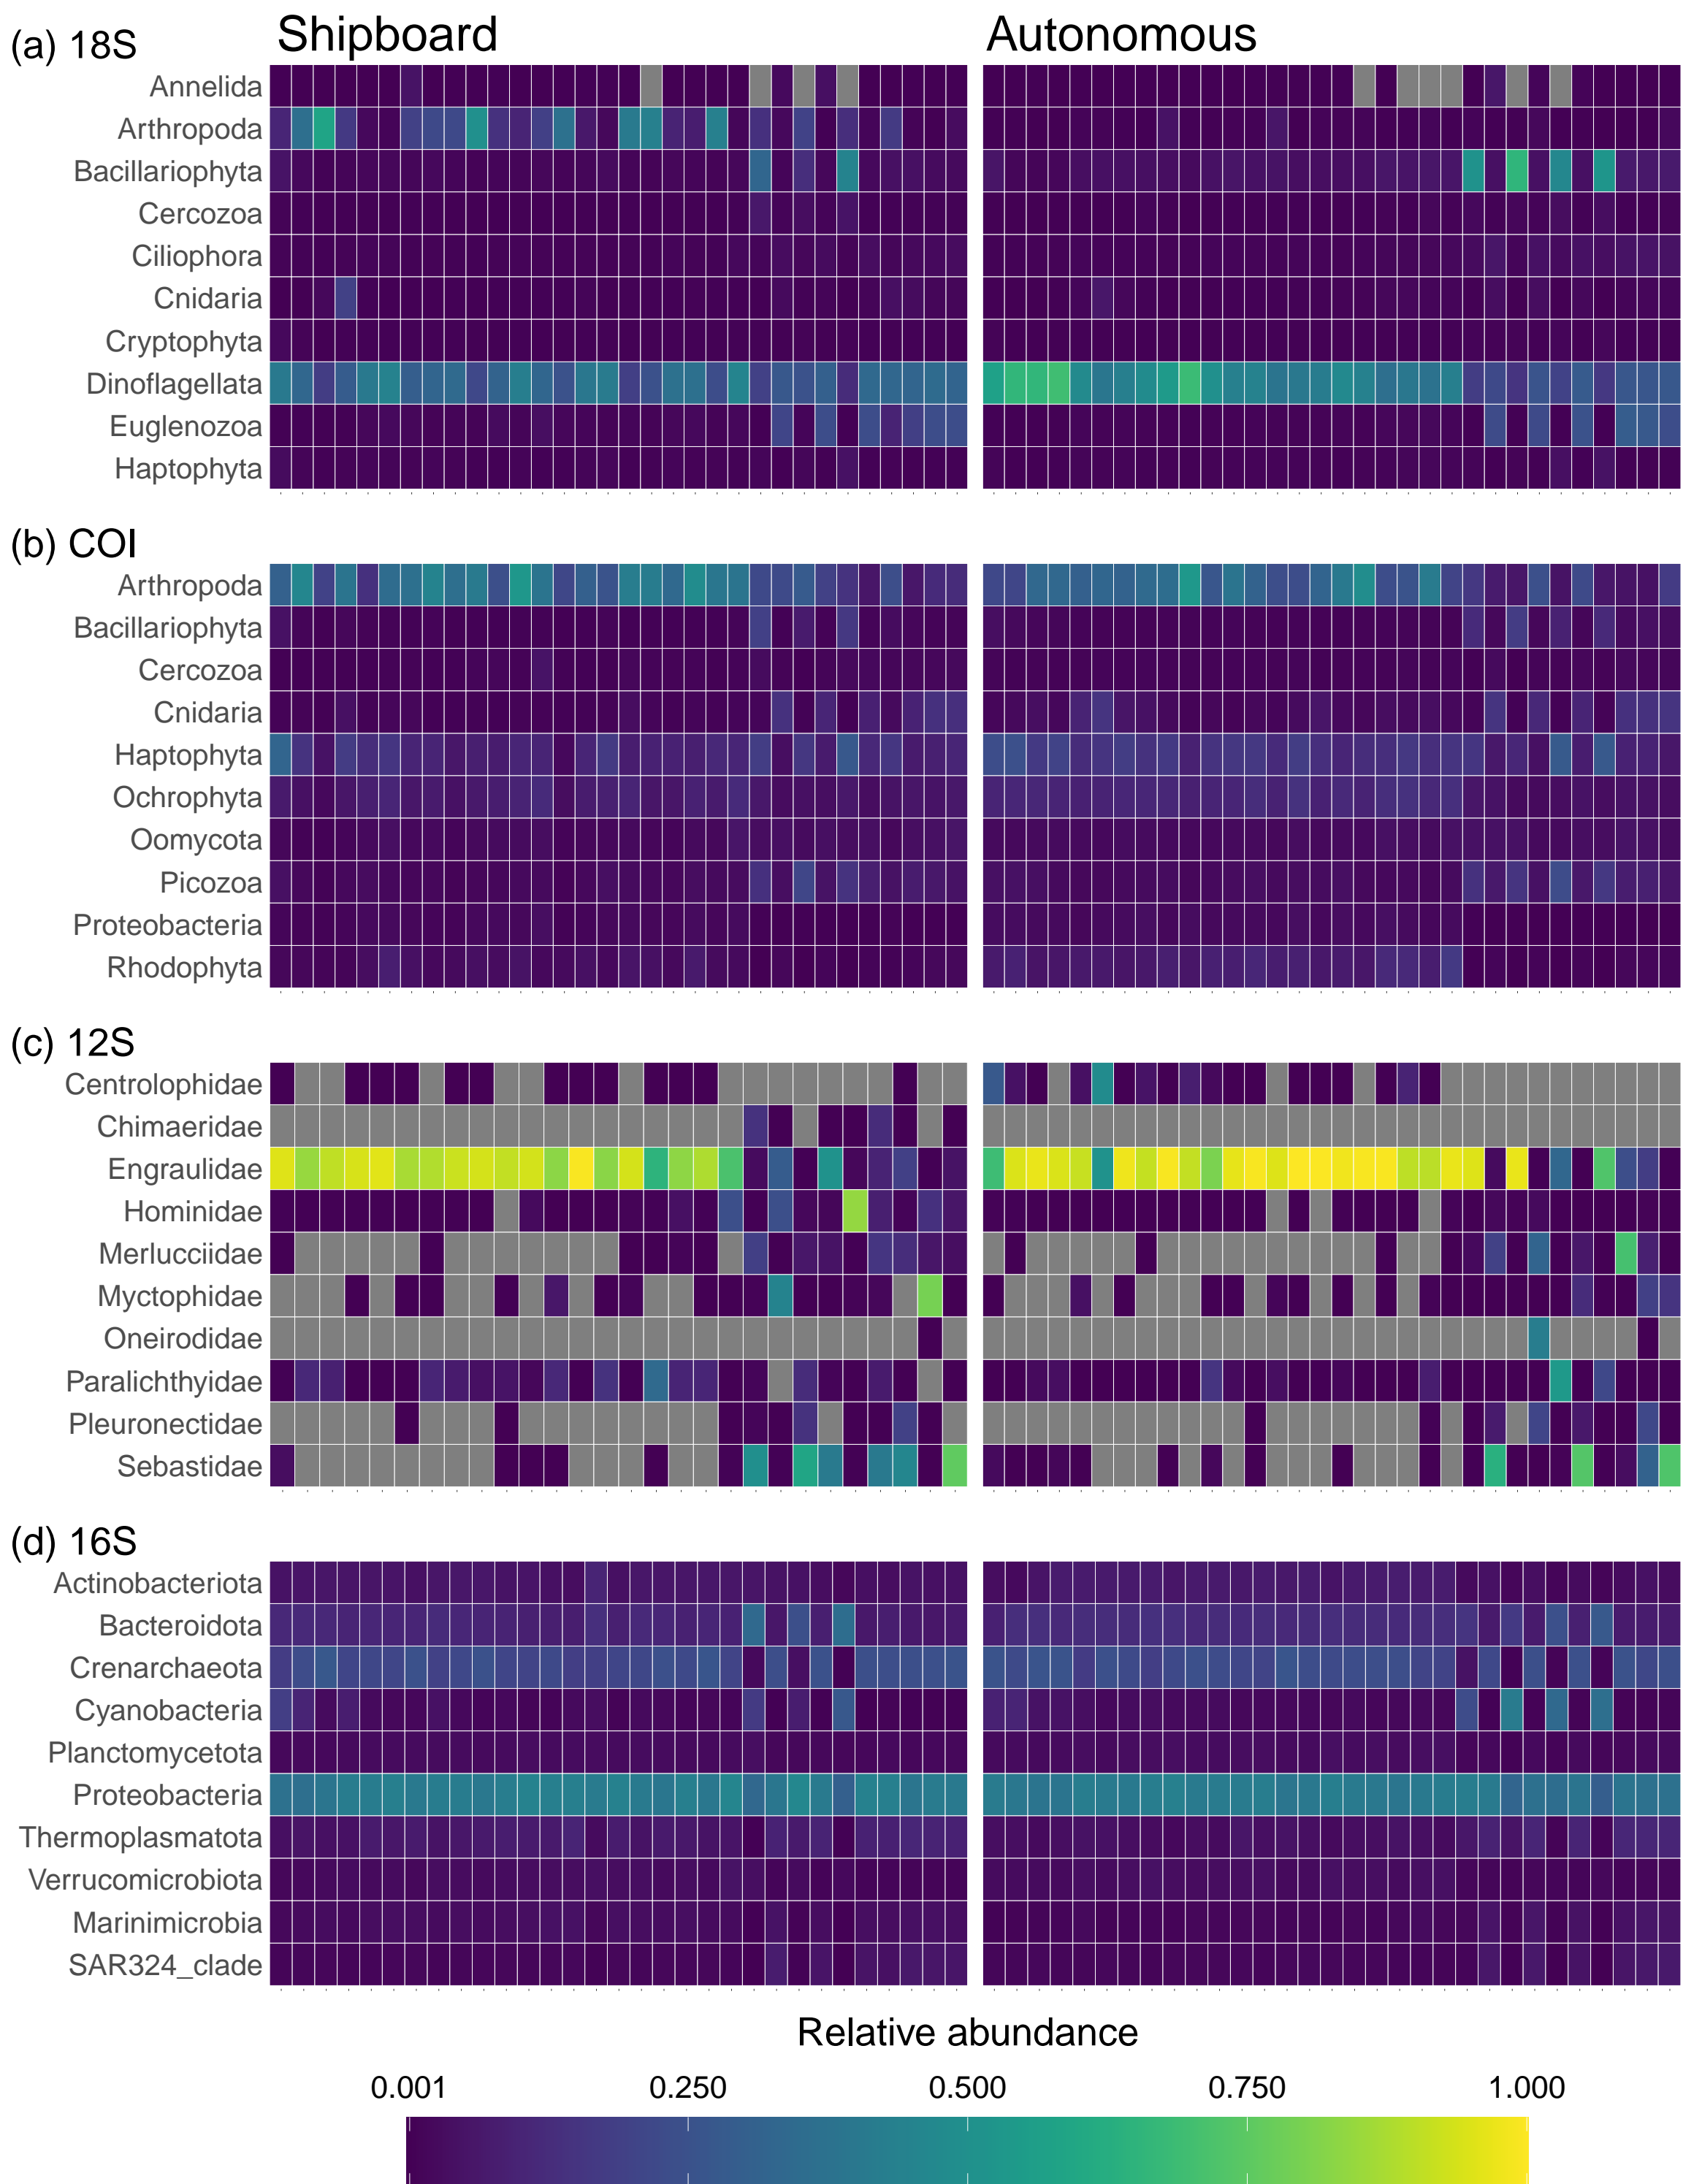 Shipboard Autonomous
(a) 18S
Annelida
Arthropoda
Bacillariophyta
Cercozoa
Ciliophora
Cnidaria
Cryptophyta
Dinoflagellata
Euglenozoa
Haptophyta
(b) COI
Arthropoda
Bacillariophyta
Cercozoa
Cnidaria
Haptophyta
Ochrophyta
Oomycota
Picozoa
Proteobacteria
Rhodophyta
(c) 12S
Centrolophidae
Chimaeridae
Engraulidae
Hominidae
Merlucciidae
Myctophidae
Oneirodidae
Paralichthyidae
Pleuronectidae
Sebastidae
(d) 16S
Actinobacteriota
Bacteroidota
Crenarchaeota
Cyanobacteria
Planctomycetota
Proteobacteria
Thermoplasmatota
Verrucomicrobiota
Marinimicrobia
SAR324_clade
Relative abundance
0.001 0.250 0.500 0.750 1.000